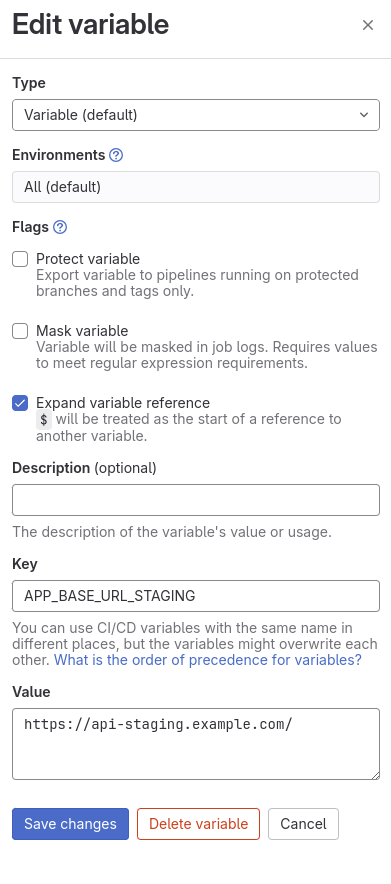 Edit variable
Type
Variable (default)
Environments
All (default)
Flags
Protect variable
Export variable to pipelines running on protected
branches and tags only.
Mask variable
Variable will be masked in job logs. Requires values
to meet regular expression requirements.
Expand variable reference
$ will be treated as the start of a reference to
another variable.
Description (optional)
The description of the variable's value or usage.
Key
APP_BASE_URL_STAGING
You can use CI/CD variables with the same name in
different places, but the variables might overwrite each
other. What is the order of precedence for variables?
Value
https://api-staging.example.com/
Save changes Delete variable Cancel